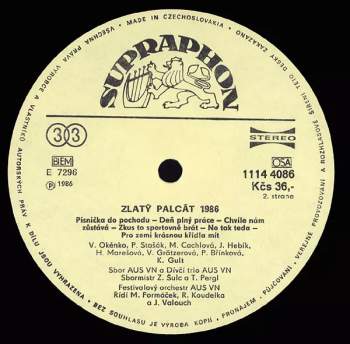 • MADE IN CZECHOSLOVAKIA •
VŠECHNA PRÁVA VÝROBCE A VLASTNÍKŮ AUTORSKÝCH PRÁV K DÍLU JSOU VYHRAZENA.
BEZ SOUHLASU JE VÝROBA KOPIÍ, PRONÁJEM, PŮJČOVÁNÍ, VEŘEJNÉ PROVOZOVÁNÍ A ROZHLASOVÉ ŠÍŘENÍ TÉTO DESKY ZAKÁZÁNO
SUPRAPHON
33
STEREO
BIEM
E 7296
Ⓟ 1986
OSA
1114 4086
Kčs 36,-
2. strana
ZLATÝ PALCÁT 1986
Písnička do pochodu – Deň plný práce – Chvíle nám
zůstává – Zkus to sportovně brát – No tak teda –
Pro zemi krásnou křídla mít
V. Okénko, P. Stašák, M. Cachlová, J. Hebík,
H. Marešová, V. Grätzerová, P. Břinková,
K. Gult
Sbor AUS VN a Dívčí trio AUS VN
Sbormistr Z. Šulc a T. Pergl
Festivalový orchestr AUS VN
Řídí M. Formáček, R. Koudelka
a J. Valouch